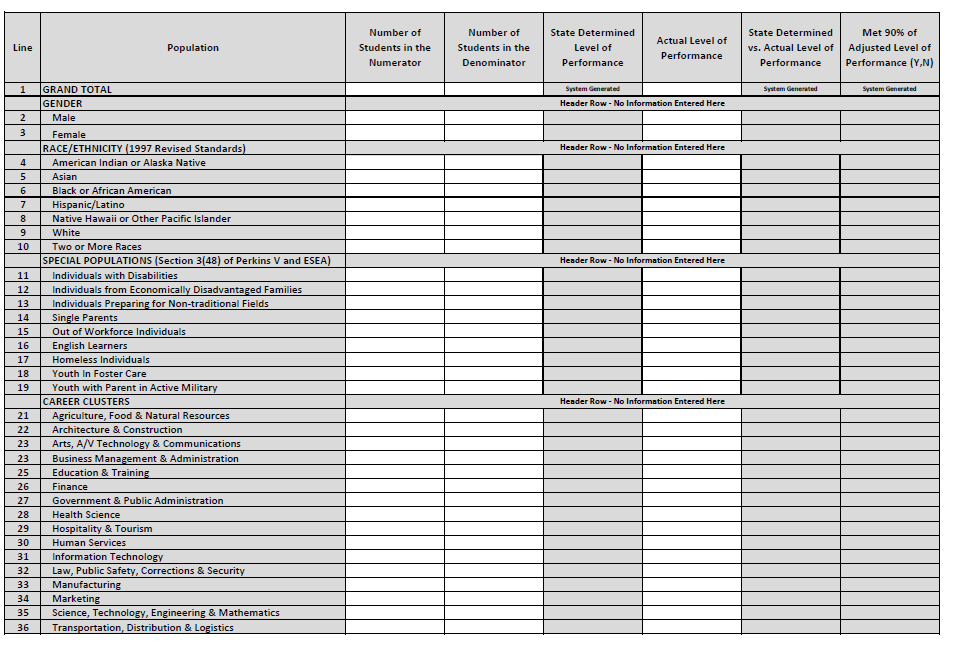 Line Population Number of Students in the Numerator Number of Students in the Denominator State Determined Level of Performance Actual Level of Performance State Determined vs. Actual Level of Performance Met 90% of Adjusted Level of Performance (Y,N)
1 GRAND TOTAL System Generated System Generated System Generated
GENDER Header Row - No Information Entered Here
2 Male
3 Female
RACE/ETHNICITY (1997 Revised Standards) Header Row - No Information Entered Here
4 American Indian or Alaska Native
5 Asian
6 Black or African American
7 Hispanic/Latino
8 Native Hawaii or Other Pacific Islander
9 White
10 Two or More Races
SPECIAL POPULATIONS (Section 3(48) of Perkins V and ESEA) Header Row - No Information Entered Here
11 Individuals with Disabilities
12 Individuals from Economically Disadvantaged Families
13 Individuals Preparing for Non-traditional Fields
14 Single Parents
15 Out of Workforce Individuals
16 English Learners
17 Homeless Individuals
18 Youth In Foster Care
19 Youth with Parent in Active Military
CAREER CLUSTERS Header Row - No Information Entered Here
21 Agriculture, Food & Natural Resources
22 Architecture & Construction
23 Arts, A/V Technology & Communications
23 Business Management & Administration
25 Education & Training
26 Finance
27 Government & Public Administration
28 Health Science
29 Hospitality & Tourism
30 Human Services
31 Information Technology
32 Law, Public Safety, Corrections & Security
33 Manufacturing
34 Marketing
35 Science, Technology, Engineering & Mathematics
36 Transportation, Distribution & Logistics